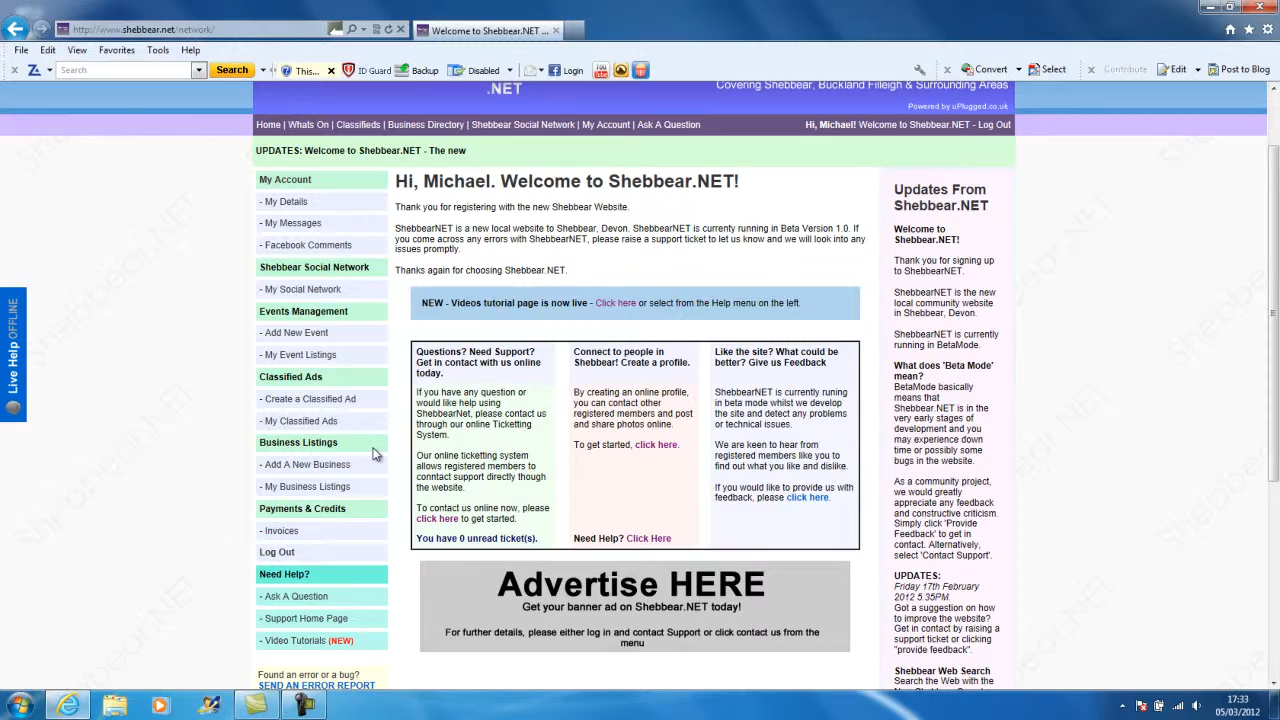 http://www.shebbear.net/network/
Welcome to Shebbear.NET ...
File Edit View Favorites Tools Help
Search Search This... ID Guard Backup Disabled Login Convert Select Contribute Edit Post to Blog
.NET
Covering Shebbear, Buckland Filleigh & Surrounding Areas
Powered by uPlugged.co.uk
Home | Whats On | Classifieds | Business Directory | Shebbear Social Network | My Account | Ask A Question
Hi, Michael! Welcome to Shebbear.NET - Log Out
UPDATES: Welcome to Shebbear.NET - The new
My Account
- My Details
- My Messages
- Facebook Comments
Shebbear Social Network
- My Social Network
Events Management
- Add New Event
- My Event Listings
Classified Ads
- Create a Classified Ad
- My Classified Ads
Business Listings
- Add A New Business
- My Business Listings
Payments & Credits
- Invoices
Log Out
Need Help?
- Ask A Question
- Support Home Page
- Video Tutorials (NEW)
Found an error or a bug?
SEND AN ERROR REPORT
Live Help OFFLINE
Hi, Michael. Welcome to Shebbear.NET!
Thank you for registering with the new Shebbear Website.
ShebbearNET is a new local website to Shebbear, Devon. ShebbearNET is currently running in Beta Version 1.0. If
you come across any errors with ShebbearNET, please raise a support ticket to let us know and we will look into any
issues promptly.
Thanks again for choosing Shebbear.NET.
NEW - Videos tutorial page is now live - Click here or select from the Help menu on the left.
Questions? Need Support?
Get in contact with us online
today.
If you have any question or
would like help using
ShebbearNet, please contact us
through our online Ticketting
System.
Our online ticketting system
allows registered members to
conntact support directly though
the website.
To contact us online now, please
click here to get started.
You have 0 unread ticket(s).
Connect to people in
Shebbear! Create a profile.
By creating an online profile,
you can contact other
registered members and post
and share photos online.
To get started, click here.
Need Help? Click Here
Like the site? What could be
better? Give us Feedback
ShebbearNET is currently runing
in beta mode whilst we develop
the site and detect any problems
or technical issues.
We are keen to hear from
registered members like you to
find out what you like and dislike.
If you would like to provide us with
feedback, please click here.
Advertise HERE
Get your banner ad on Shebbear.NET today!
For further details, please either log in and contact Support or click contact us from the
menu
Updates From
Shebbear.NET
Welcome to
Shebbear.NET!
Thank you for signing up
to ShebbearNET.
ShebbearNET is the new
local community website
in Shebbear, Devon.
ShebbearNET is currently
running in BetaMode.
What does 'Beta Mode'
mean?
BetaMode basically
means that
Shebbear.NET is in the
very early stages of
development and you
may experience down
time or possibly some
bugs in the website.
As a community project,
we would greatly
appreciate any feedback
and constructive criticism.
Simply click 'Provide
Feedback' to get in
contact. Alternatively,
select 'Contact Support'.
UPDATES:
Friday 17th February
2012 5.35PM.
Got a suggestion on how
to improve the website?
Get in contact by raising a
support ticket or clicking
"provide feedback".
Shebbear Web Search
Search the Web with the
17:33
05/03/2012